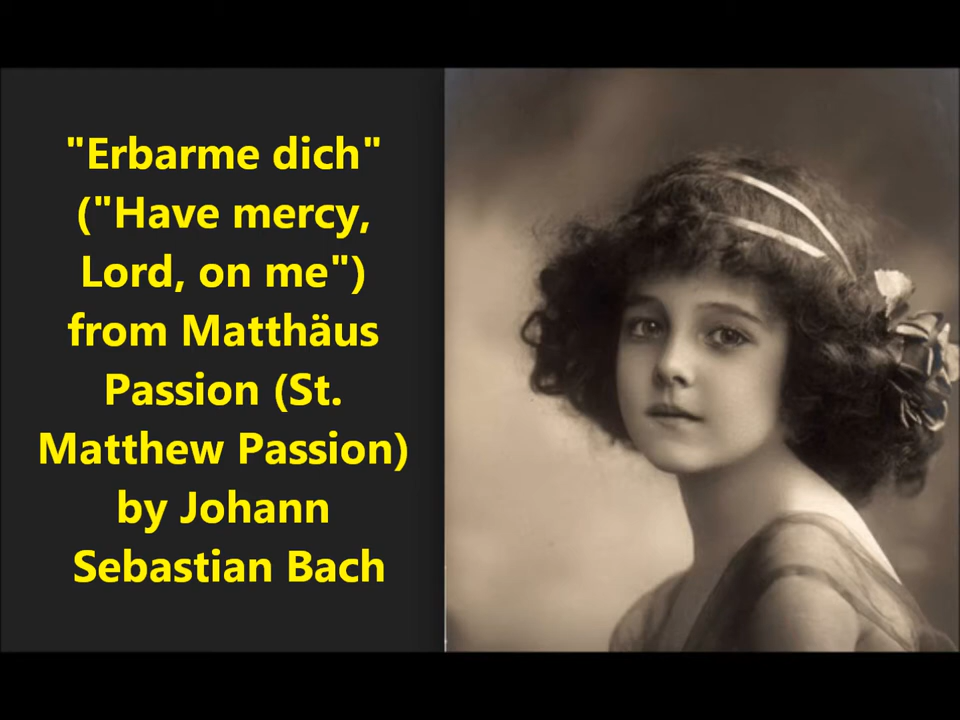 "Erbarme dich"
("Have mercy,
Lord, on me")
from Matthäus
Passion (St.
Matthew Passion)
by Johann
Sebastian Bach